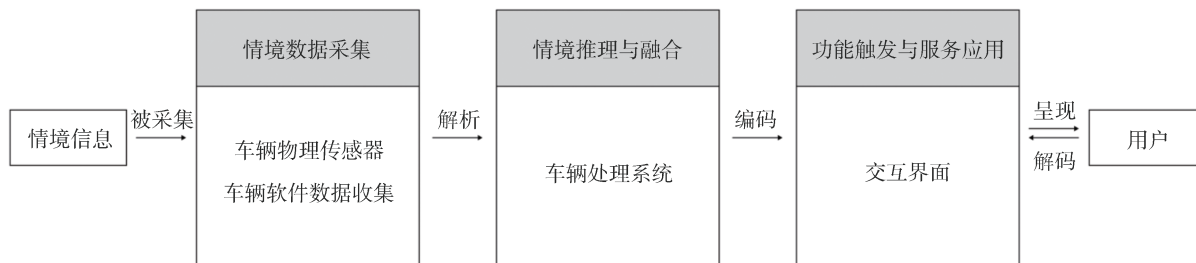 情境信息
被采集
情境数据采集
车辆物理传感器
车辆软件数据收集
解析
情境推理与融合
车辆处理系统
编码
功能触发与服务应用
交互界面
呈现
解码
用户